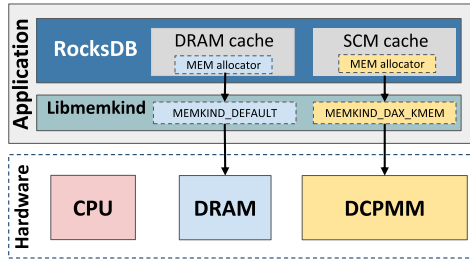 Application
RocksDB
DRAM cache
MEM allocator
SCM cache
MEM allocator
Libmemkind
MEMKIND_DEFAULT
MEMKIND_DAX_KMEM
Hardware
CPU
DRAM
DCPMM